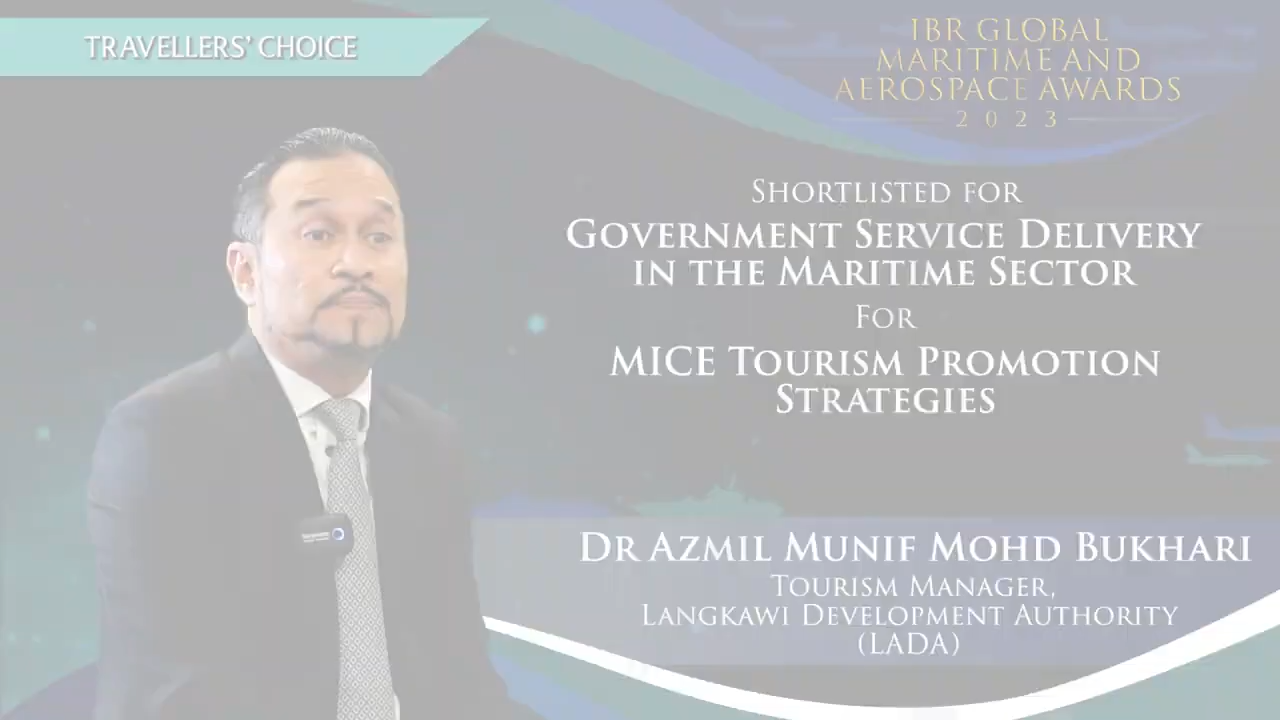 TRAVELLERS' CHOICE
IBR GLOBAL
MARITIME AND
AEROSPACE AWARDS
2023
SHORTLISTED FOR
GOVERNMENT SERVICE DELIVERY
IN THE MARITIME SECTOR
FOR
MICE TOURISM PROMOTION
STRATEGIES
DR AZMIL MUNIF MOHD BUKHARI
TOURISM MANAGER,
LANGKAWI DEVELOPMENT AUTHORITY
(LADA)